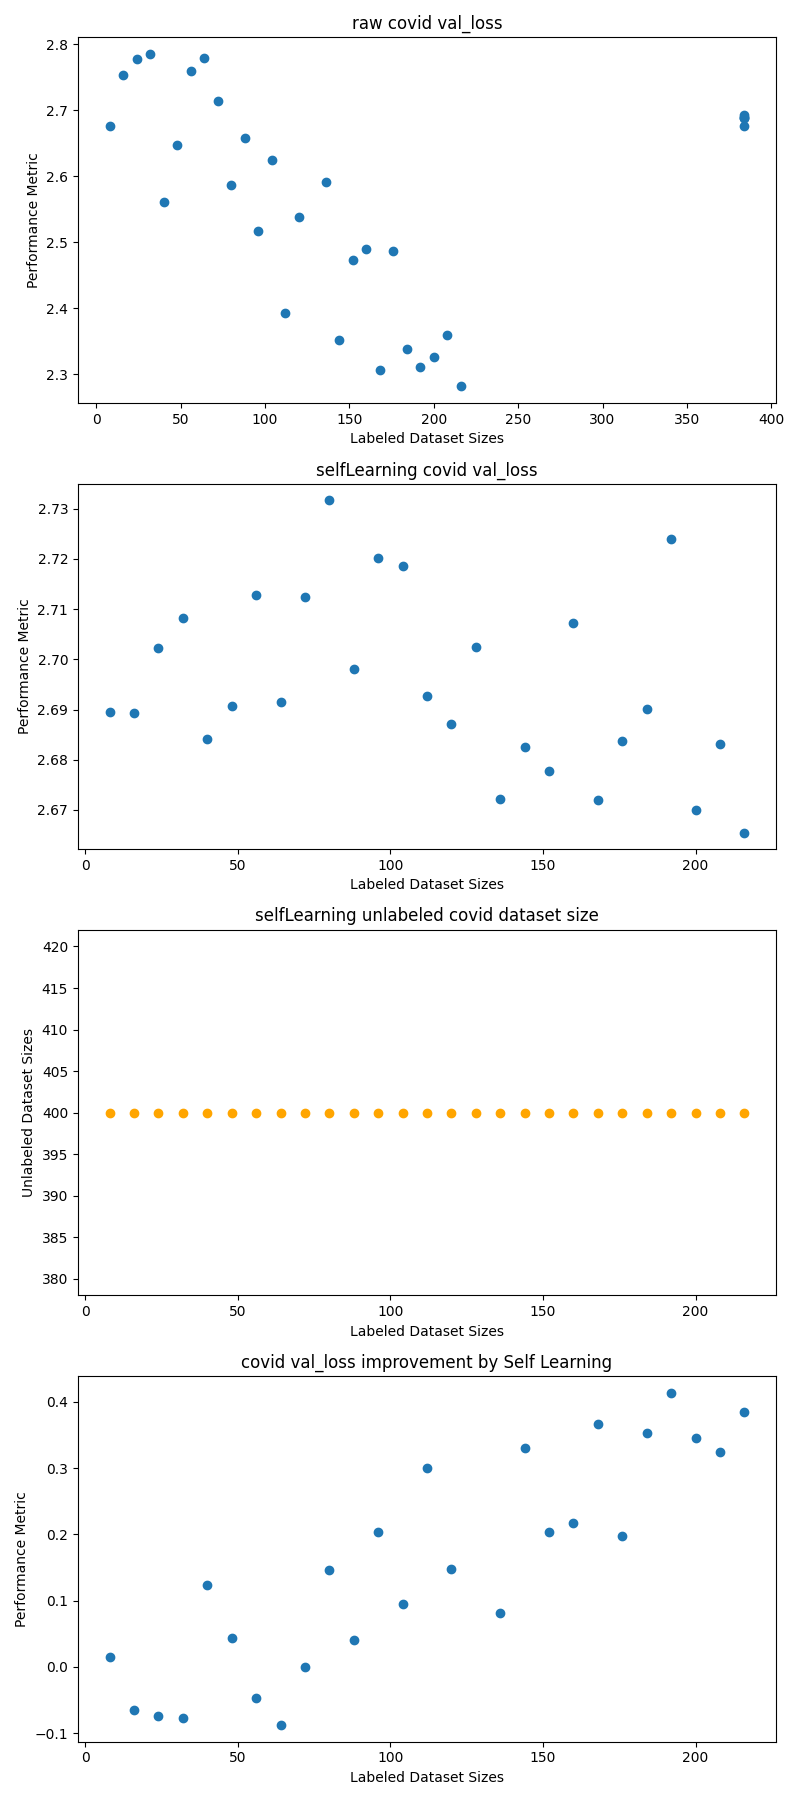 raw covid val_loss
2.8
2.7
2.6
2.5
2.4
2.3
Performance Metric
0 50 100 150 200 250 300 350 400
Labeled Dataset Sizes
selfLearning covid val_loss
2.73
2.72
2.71
2.70
2.69
2.68
2.67
Performance Metric
0 50 100 150 200
Labeled Dataset Sizes
selfLearning unlabeled covid dataset size
420
415
410
405
400
395
390
385
380
Unlabeled Dataset Sizes
0 50 100 150 200
Labeled Dataset Sizes
covid val_loss improvement by Self Learning
0.4
0.3
0.2
0.1
0.0
−0.1
Performance Metric
0 50 100 150 200
Labeled Dataset Sizes